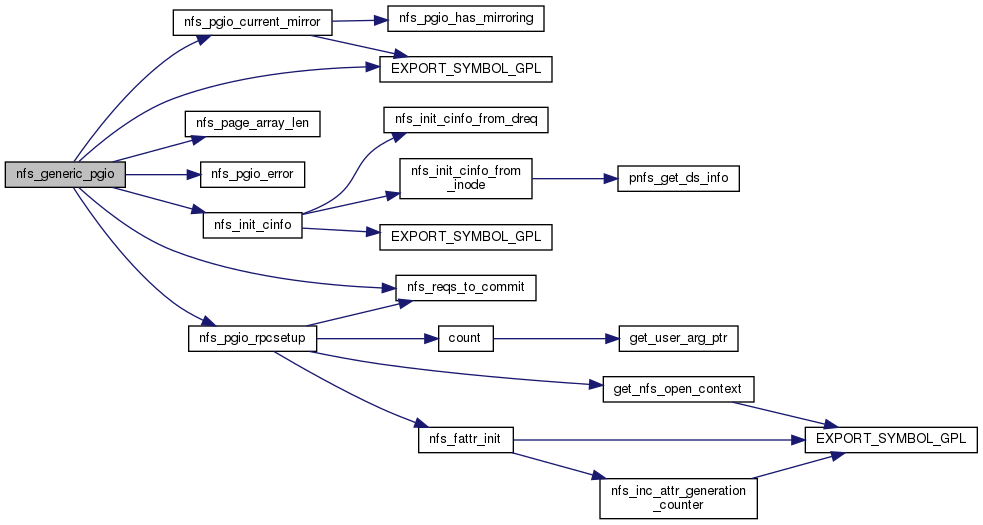 nfs_pgio_current_mirror
nfs_pgio_has_mirroring
EXPORT_SYMBOL_GPL
nfs_page_array_len
nfs_init_cinfo_from_dreq
nfs_generic_pgio
nfs_pgio_error
nfs_init_cinfo_from
_inode
pnfs_get_ds_info
nfs_init_cinfo
EXPORT_SYMBOL_GPL
nfs_reqs_to_commit
nfs_pgio_rpcsetup
count
get_user_arg_ptr
get_nfs_open_context
nfs_fattr_init
EXPORT_SYMBOL_GPL
nfs_inc_attr_generation
_counter